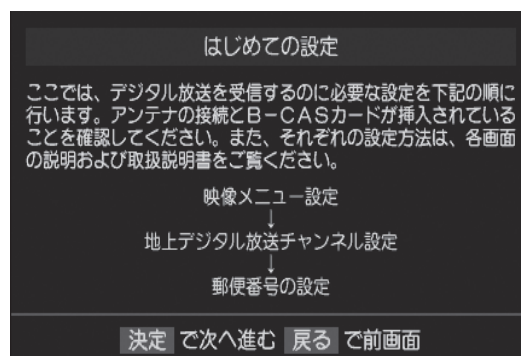 はじめての設定
ここでは、デジタル放送を受信するのに必要な設定を下記の順に
行います。アンテナの接続とB－CASカードが挿入されている
ことを確認してください。また、それぞれの設定方法は、各画面
の説明および取扱説明書をご覧ください。
映像メニュー設定
↓
地上デジタル放送チャンネル設定
↓
郵便番号の設定
決定 で次へ進む 戻る で前画面